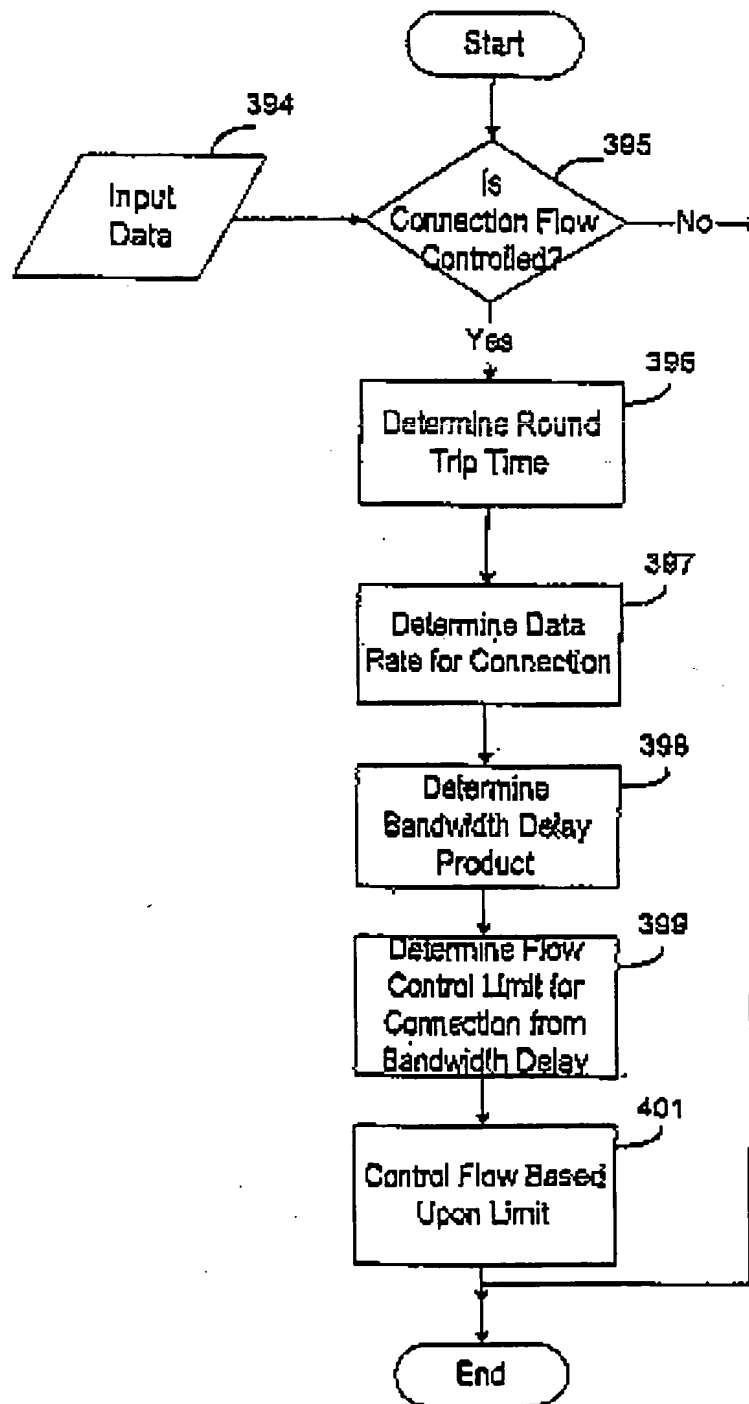 Start
394
395
Input
Data
Is
Connection Flow
Controlled?
No
Yes
396
Determine Round
Trip Time
397
Determine Data
Rate for Connection
398
Determine
Bandwidth Delay
Product
399
Determine Flow
Control Limit for
Connection from
Bandwidth Delay
401
Control Flow Based
Upon Limit
End